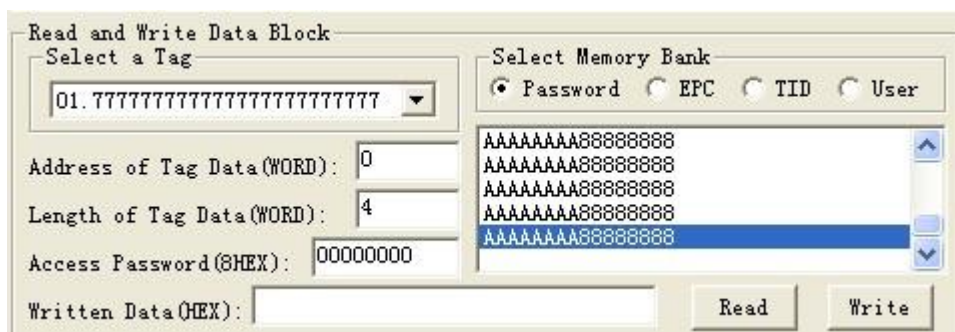 Read and Write Data Block
Select a Tag
01.777777777777777777777777
Select Memory Bank
Password EPC TID User
Address of Tag Data(WORD): 0
Length of Tag Data(WORD): 4
Access Password(8HEX): 00000000
AAAAAAAA88888888
AAAAAAAA88888888
AAAAAAAA88888888
AAAAAAAA88888888
AAAAAAAA88888888
Written Data(HEX):
Read
Write